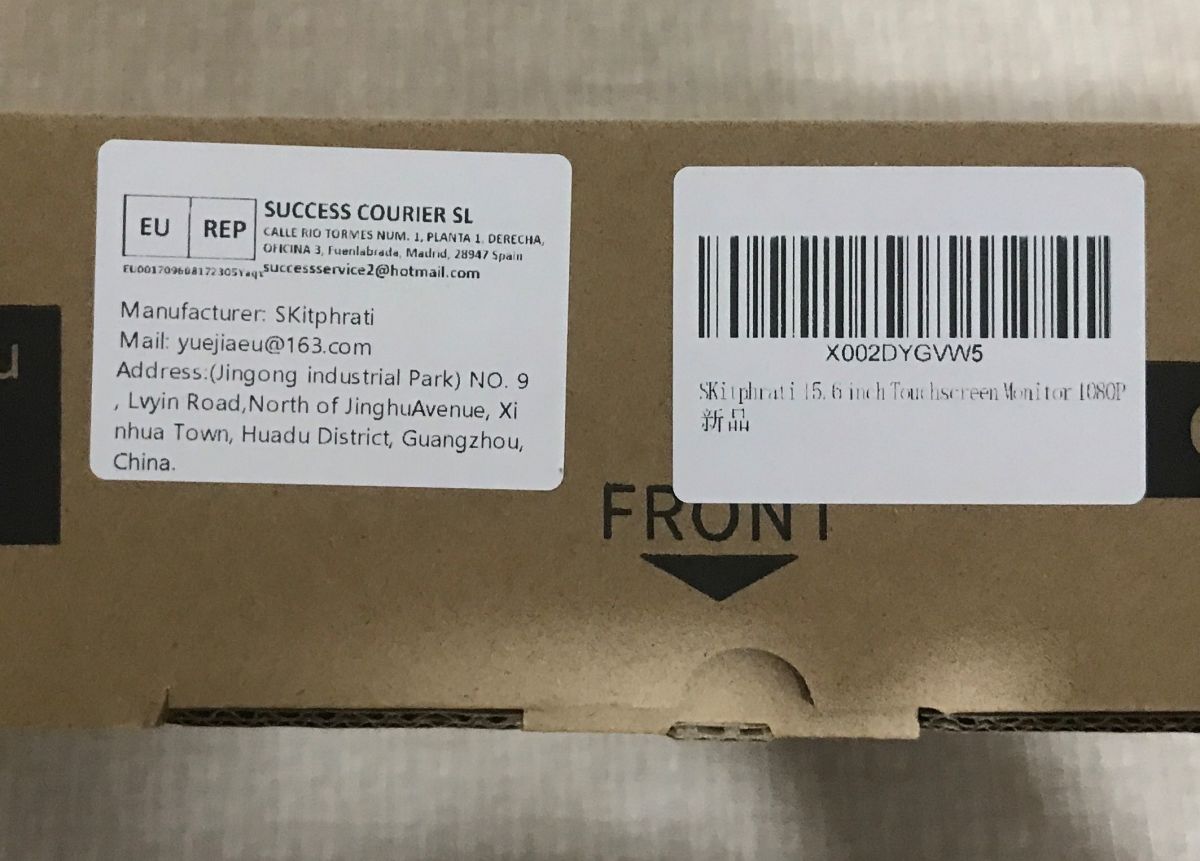 EU REP
SUCCESS COURIER SL
CALLE RIO TORMES NUM. 1, PLANTA 1. DERECHA,
OFICINA 3, Fuenlabrada, Madrid, 28947 Spain
successservice2@hotmail.com
Manufacturer: SKitphrati
Mail: yuejiaeu@163.com
Address:(Jingong industrial Park) NO. 9
, Lvyin Road,North of JinghuAvenue, Xi
nhua Town, Huadu District, Guangzhou,
China.
X002DYGVW5
SKitphrati 15.6 inch Touchscreen Monitor 1080P
新品
FRONT